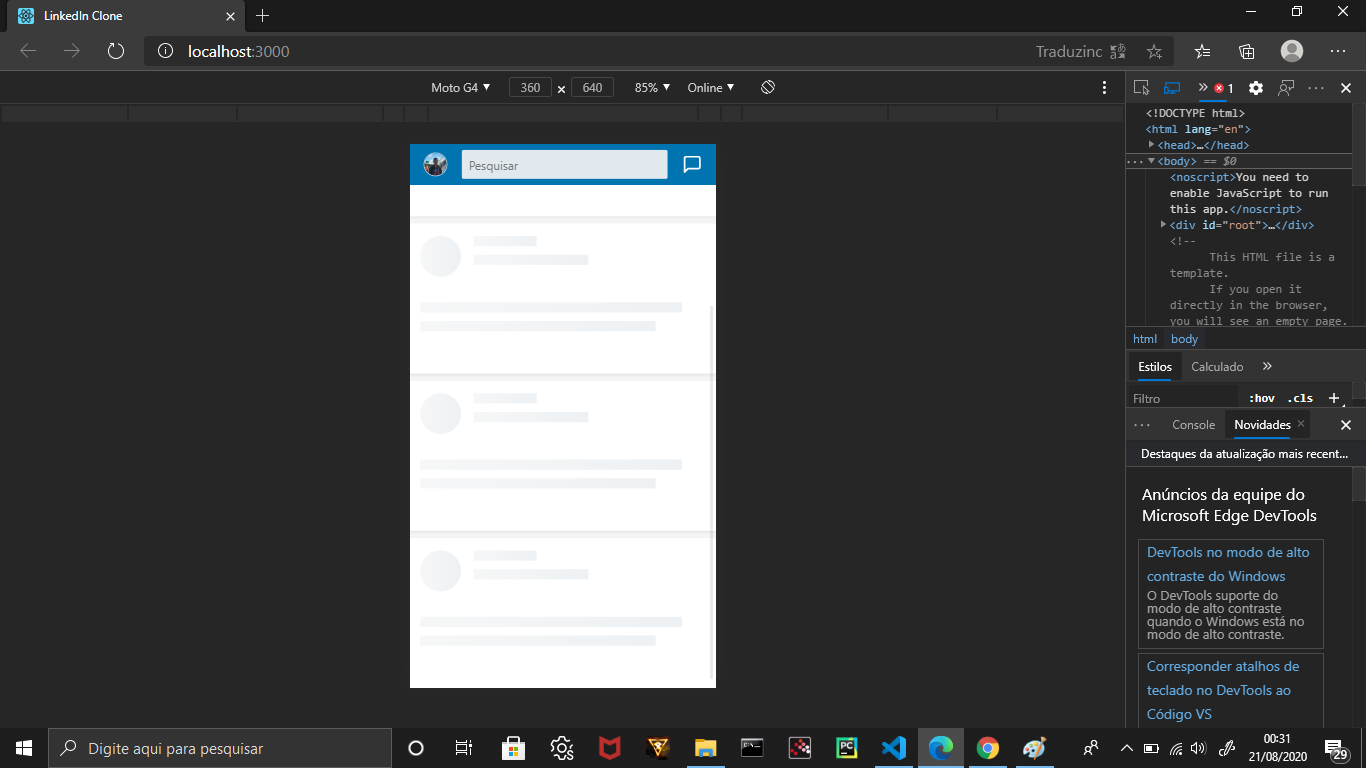 LinkedIn Clone
localhost:3000
Traduzinc
Moto G4
360
x
640
85%
Online
1
Pesquisar
<!DOCTYPE html>
<html lang="en">
<head>…</head>
<body> == $0
<noscript>You need to
enable JavaScript to run
this app.</noscript>
<div id="root">…</div>
<!--
This HTML file is a
template.
If you open it
directly in the browser,
you will see an empty page.
html
body
Estilos
Calculado
Filtro
:hov
.cls
+
Console
Novidades
Destaques da atualização mais recent...
Anúncios da equipe do
Microsoft Edge DevTools
DevTools no modo de alto
contraste do Windows
O DevTools suporte do
modo de alto contraste
quando o Windows está no
modo de alto contraste.
Corresponder atalhos de
teclado no DevTools ao
Código VS
Digite aqui para pesquisar
PC
00:31
21/08/2020
29